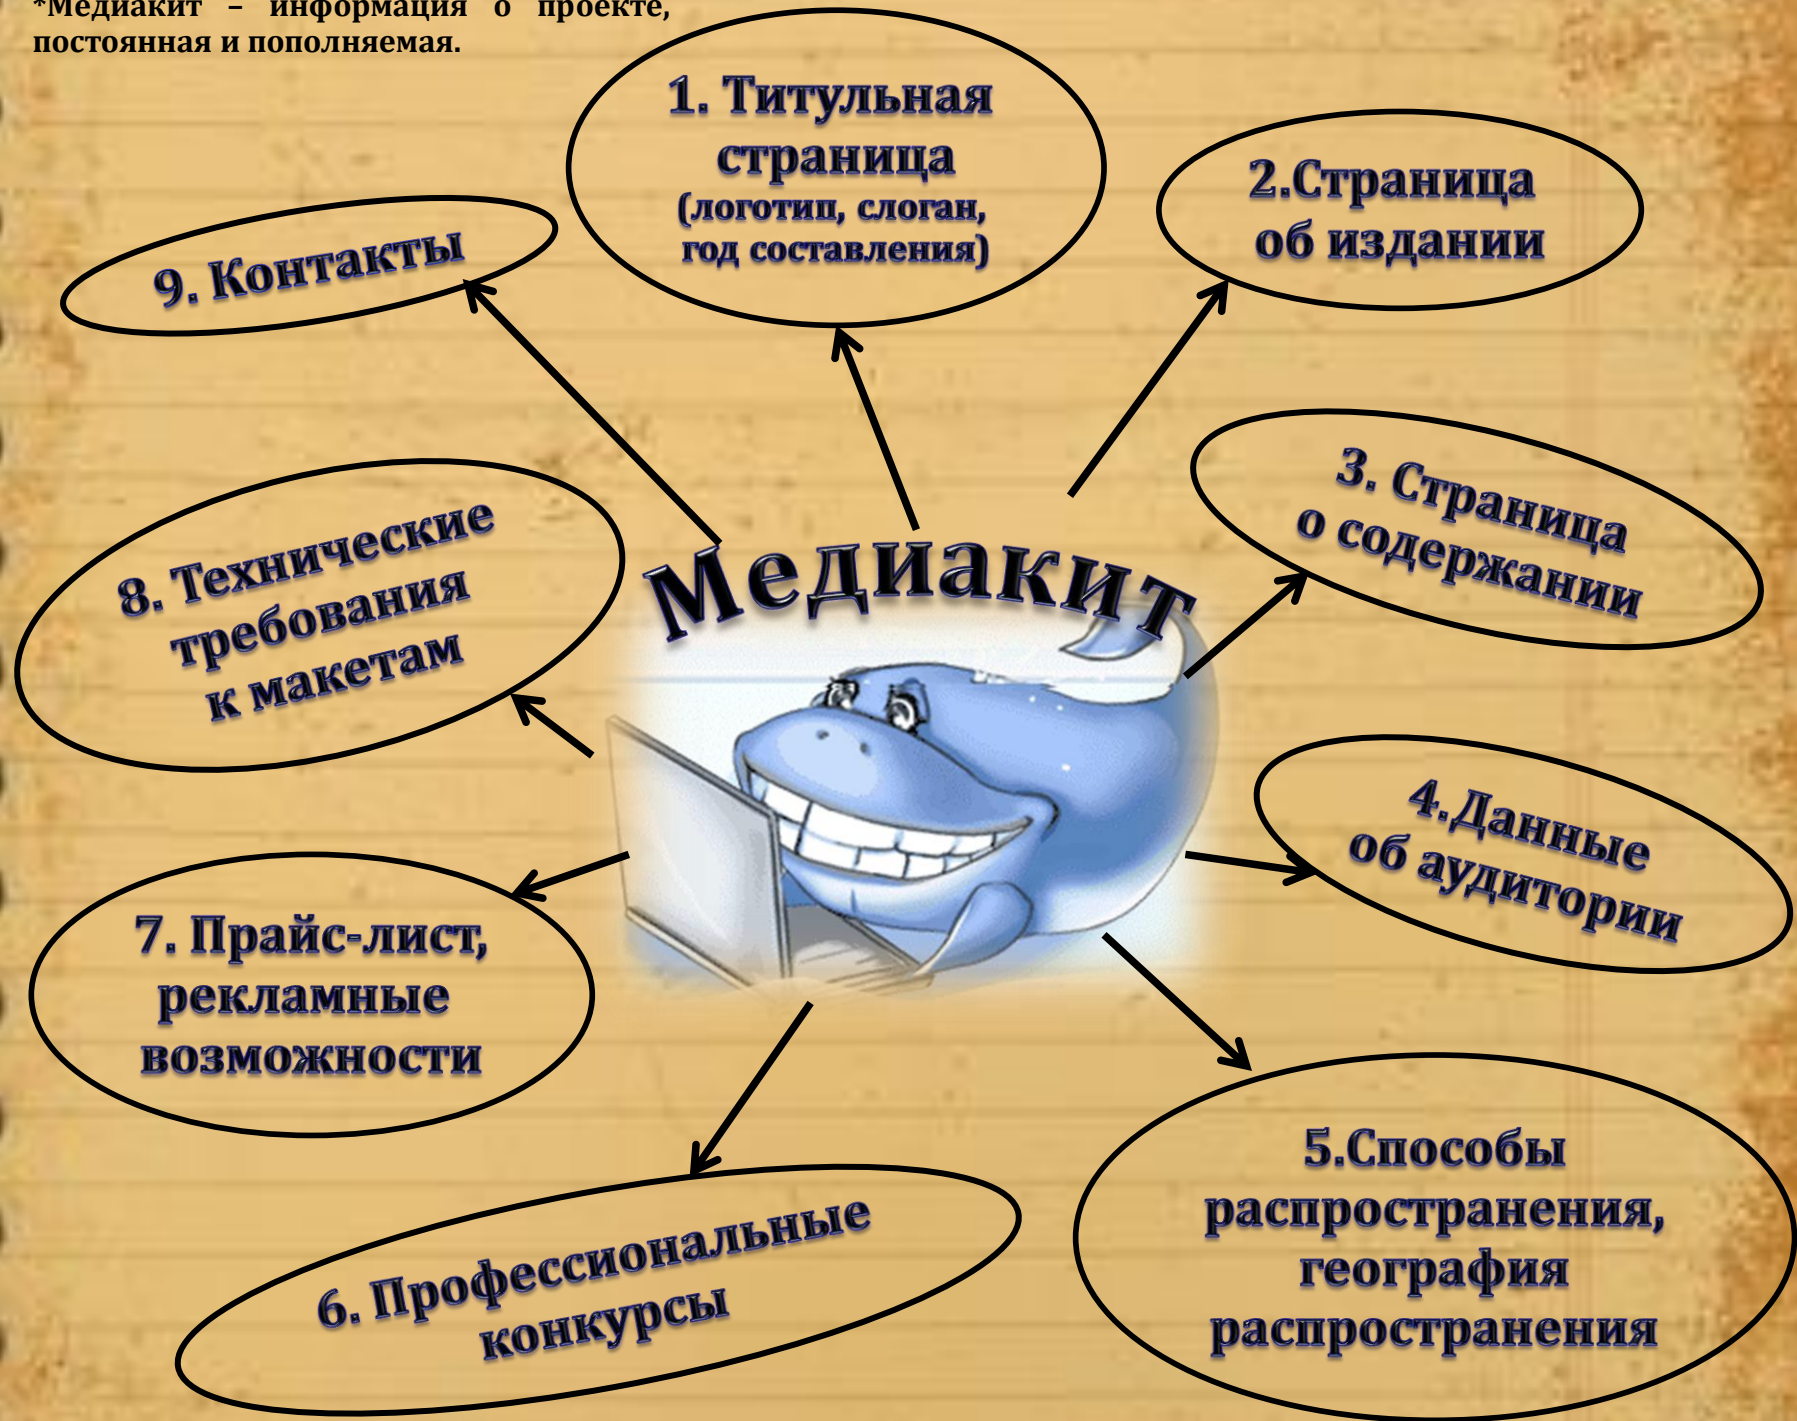 *Медиакит – информация о проекте,
постоянная и пополняемая.
1. Титульная
страница
(логотип, слоган,
год составления)
2.Страница
об издании
3. Страница
о содержании
4.Данные
об аудитории
5.Способы
распространения,
география
распространения
6. Профессиональные
конкурсы
7. Прайс-лист,
рекламные
возможности
8. Технические
требования
к макетам
9. Контакты
Медиакит